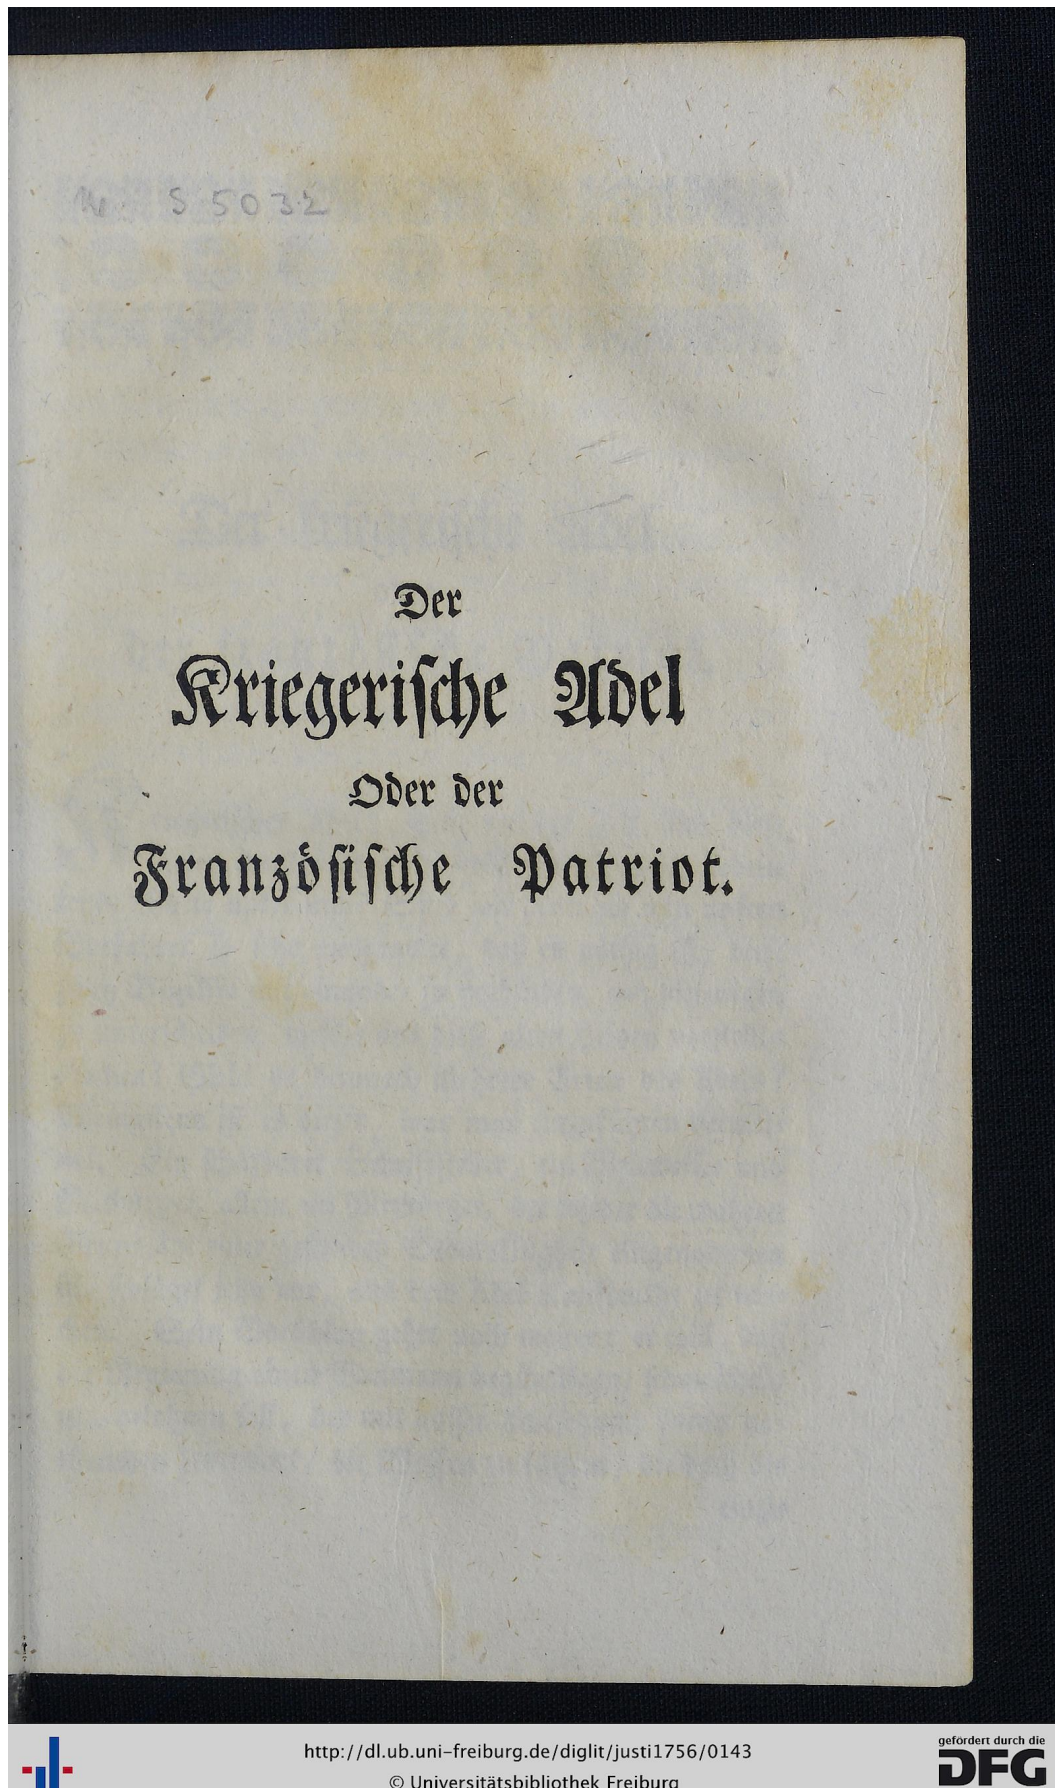 S 5032
Der
Kriegeriſche Adel
Oder der
Franzöſiſche Patriot.
http://dl.ub.uni-freiburg.de/diglit/justi1756/0143
© Universitätsbibliothek Freiburg
gefördert durch die
DFG